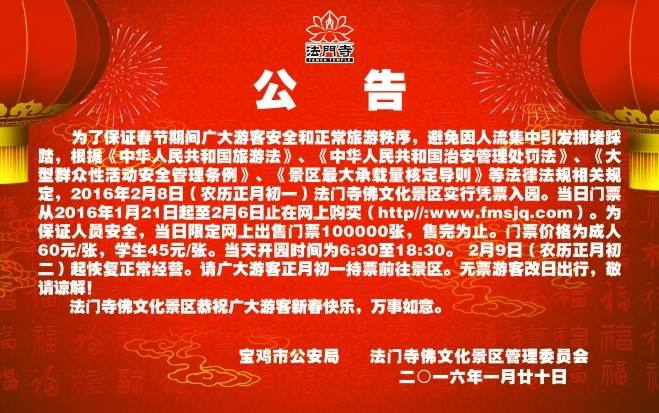 法門寺
FAMEN TEMPLE
公 告
为了保证春节期间广大游客安全和正常旅游秩序，避免因人流集中引发拥堵踩
踏，根据《中华人民共和国旅游法》、《中华人民共和国治安管理处罚法》、《大
型群众性活动安全管理条例》、《景区最大承载量核定导则》等法律法规相关规
定，2016年2月8日（农历正月初一）法门寺佛文化景区实行凭票入园。当日门票
从2016年1月21日起至2月6日止在网上购买（http//:www.fmsjq.com）。为
保证人员安全，当日限定网上出售门票100000张，售完为止。门票价格为成人
60元/张，学生45元/张。当天开园时间为6:30至18:30。 2月9日（农历正月初
二）起恢复正常经营。请广大游客正月初一持票前往景区。无票游客改日出行，敬
请谅解！
法门寺佛文化景区恭祝广大游客新春快乐，万事如意。
宝鸡市公安局 法门寺佛文化景区管理委员会
二〇一六年一月廿十日